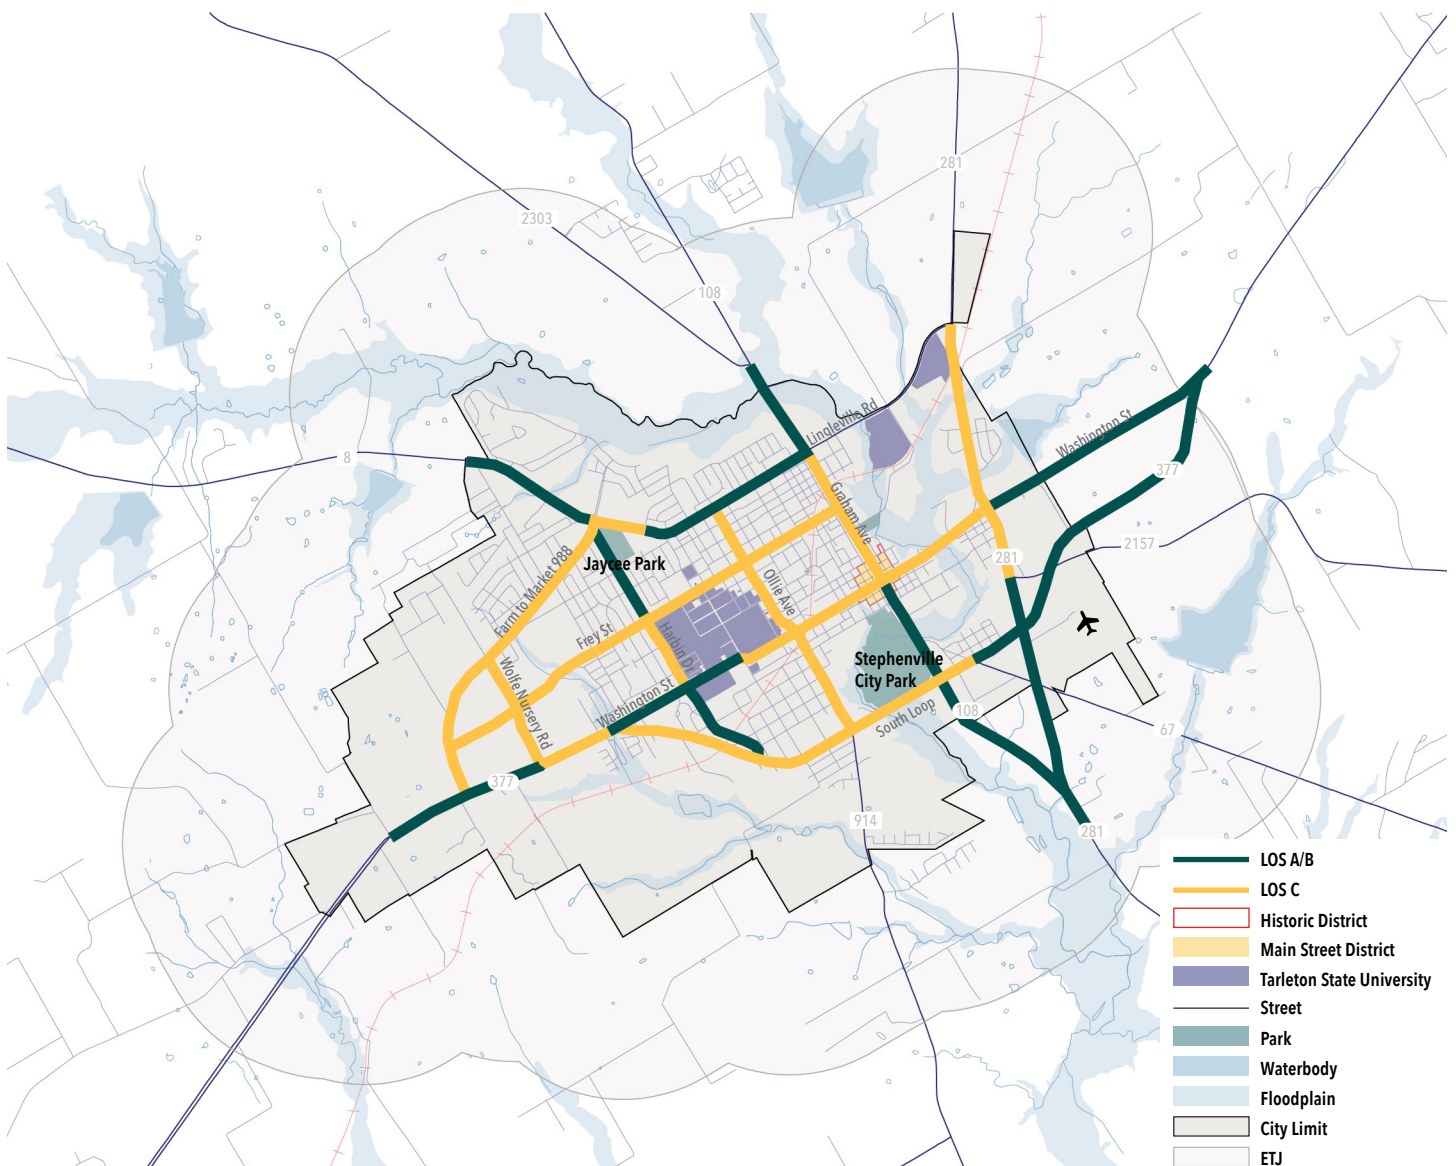 281
2303
108
Lingleville Rd
Washington St
8
377
Graham Ave
2157
281
Jaycee Park
Farm to Market 988
Ollie Ave
Frey St
Harbin Dr
Stephenville
City Park
Wolfe Nursery Rd
Washington St
South Loop
108
67
377
914
281
LOS A/B
LOS C
Historic District
Main Street District
Tarleton State University
Street
Park
Waterbody
Floodplain
City Limit
ETJ